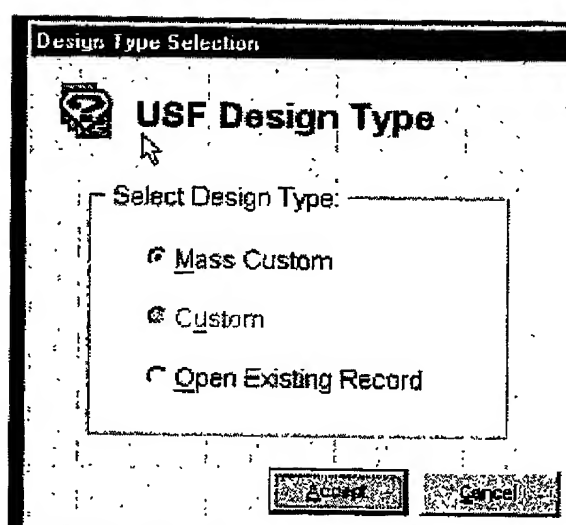 Design Type Selection
USF Design Type
Select Design Type:
Mass Custom
Custom
Open Existing Record
Accept Cancel